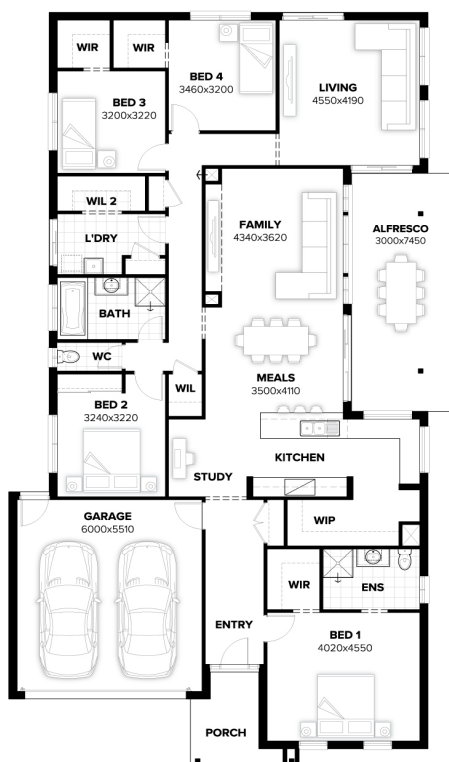 WIR
WIR
BED 4
3460x3200
LIVING
4550x4190
BED 3
3200x3220
WIL 2
L'DRY
FAMILY
4340x3620
ALFRESCO
3000x7450
BATH
WC
WIL
MEALS
3500x4110
BED 2
3240x3220
KITCHEN
STUDY
GARAGE
6000x5510
WIP
WIR
ENS
ENTRY
BED 1
4020x4550
PORCH